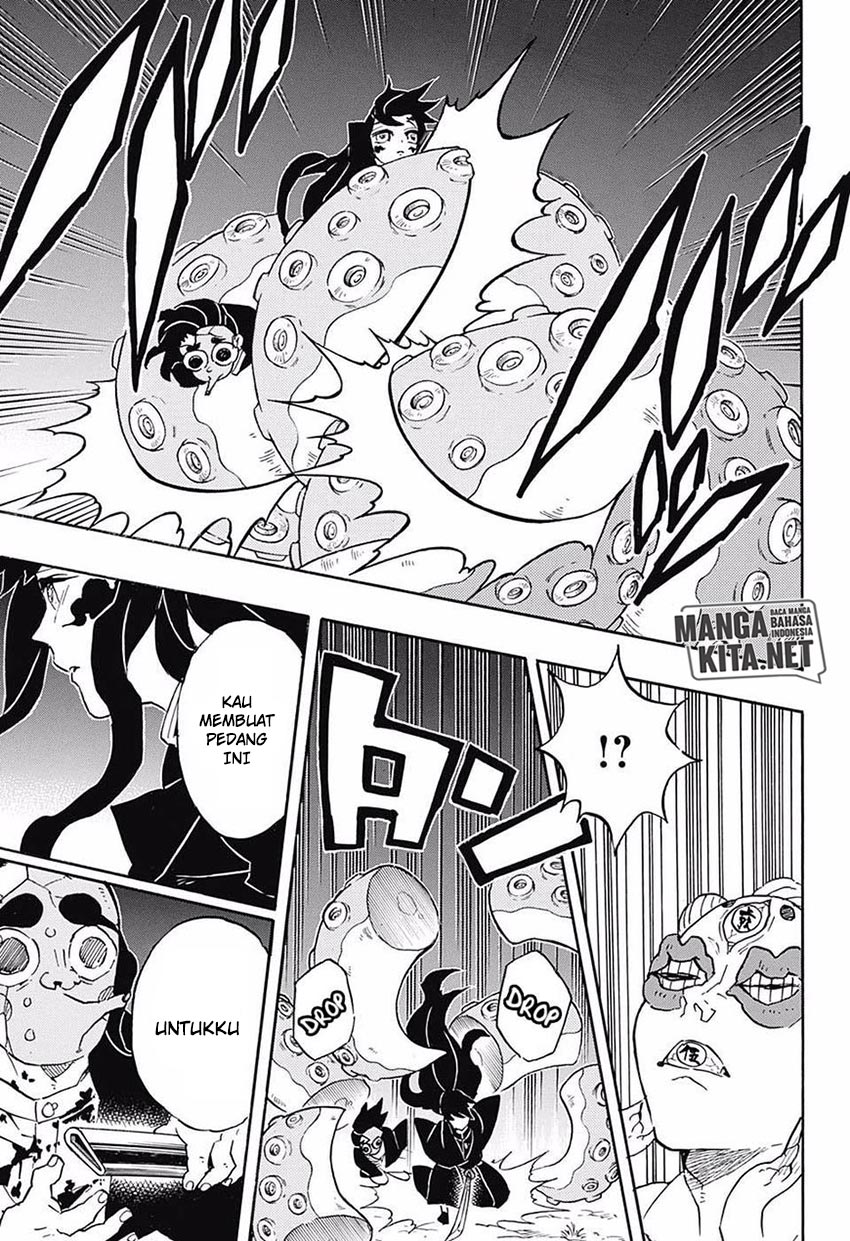 BACA MANGA
BAHASA
INDONESIA
MANGA
KITA.NET
!?
DROP
DROP
KAU
MEMBUAT
PEDANG
INI
UNTUKKU